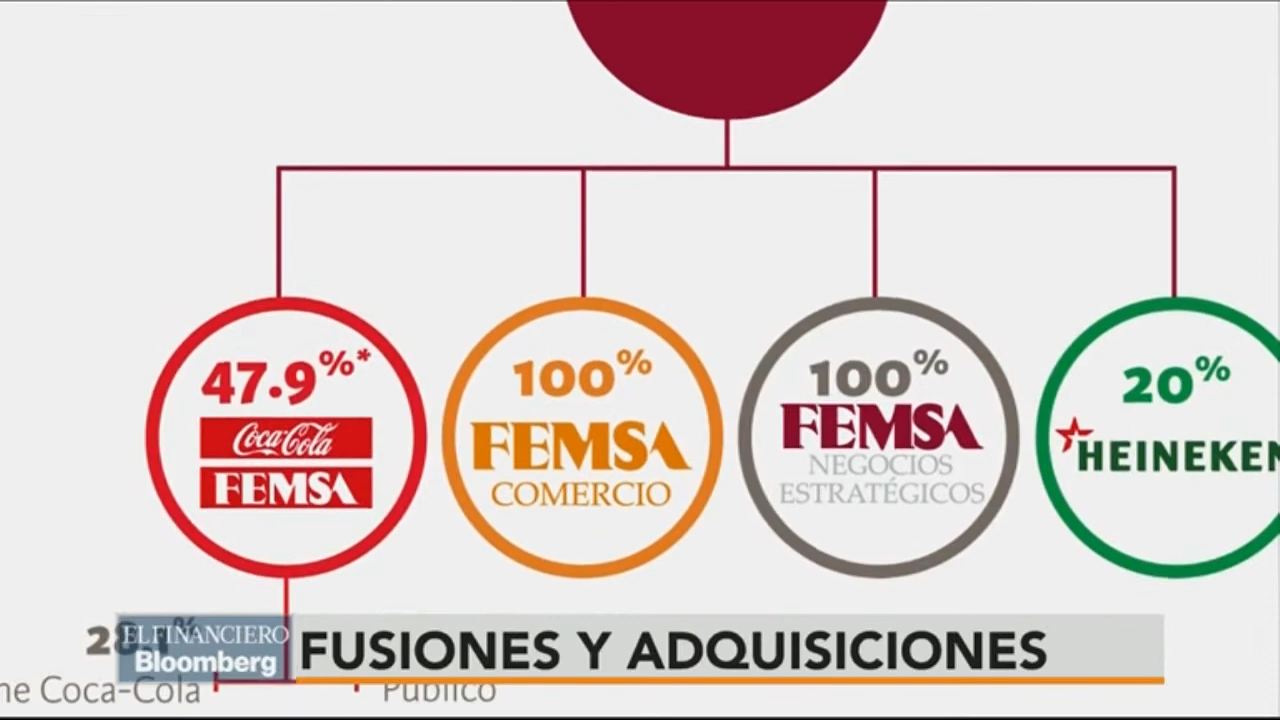 47.9%*
Coca-Cola
FEMSA
100%
FEMSA
COMERCIO
100%
FEMSA
NEGOCIOS
ESTRATÉGICOS
20%
HEINEKEN
EL FINANCIERO
Bloomberg
FUSIONES Y ADQUISICIONES
Coca-Cola
Público